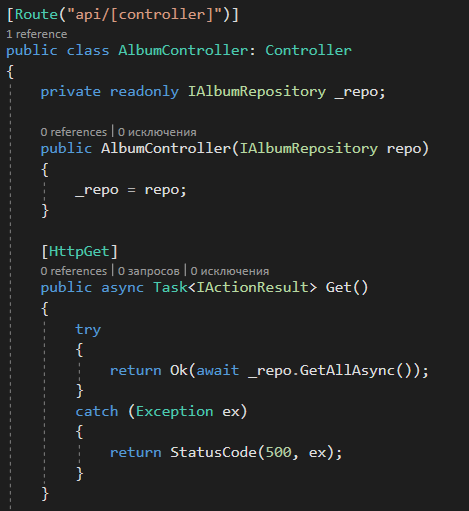 [Route("api/[controller]")]
1 reference
public class AlbumController: Controller
{
private readonly IAlbumRepository _repo;
0 references | 0 исключения
public AlbumController(IAlbumRepository repo)
{
_repo = repo;
}
[HttpGet]
0 references | 0 запросов | 0 исключения
public async Task<IActionResult> Get()
{
try
{
return Ok(await _repo.GetAllAsync());
}
catch (Exception ex)
{
return StatusCode(500, ex);
}
}